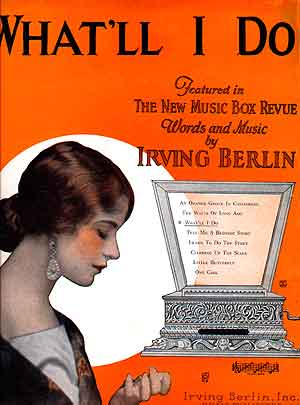 WHAT'LL I DO
Featured in
THE NEW MUSIC BOX REVUE
Words and Music
by
IRVING BERLIN
AN ORANGE GROVE IN CALIFORNIA
THE WALTZ OF LONG AGO
WHAT'LL I DO
TELL ME A BEDTIME STORY
LEARN TO DO THE STRUT
CLIMBING UP THE SCALE
LITTLE BUTTERFLY
ONE GIRL
Irving Berlin, Inc.